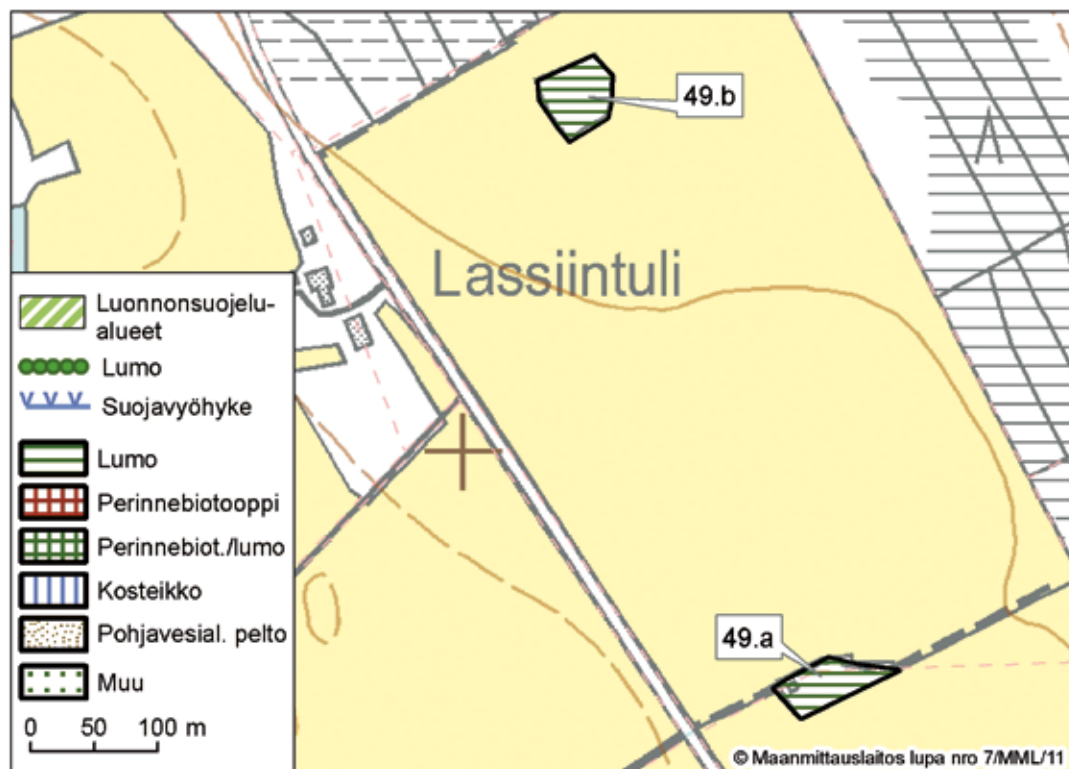 49.b
Lassiintuli
Luonnonsuojelu-
alueet
Lumo
Suojavyöhyke
Lumo
Perinnebiotooppi
Perinnebiot./lumo
Kosteikko
Pohjavesial. pelto
Muu
0 50 100 m
49.a
© Maanmittauslaitos lupa nro 7/MML/11